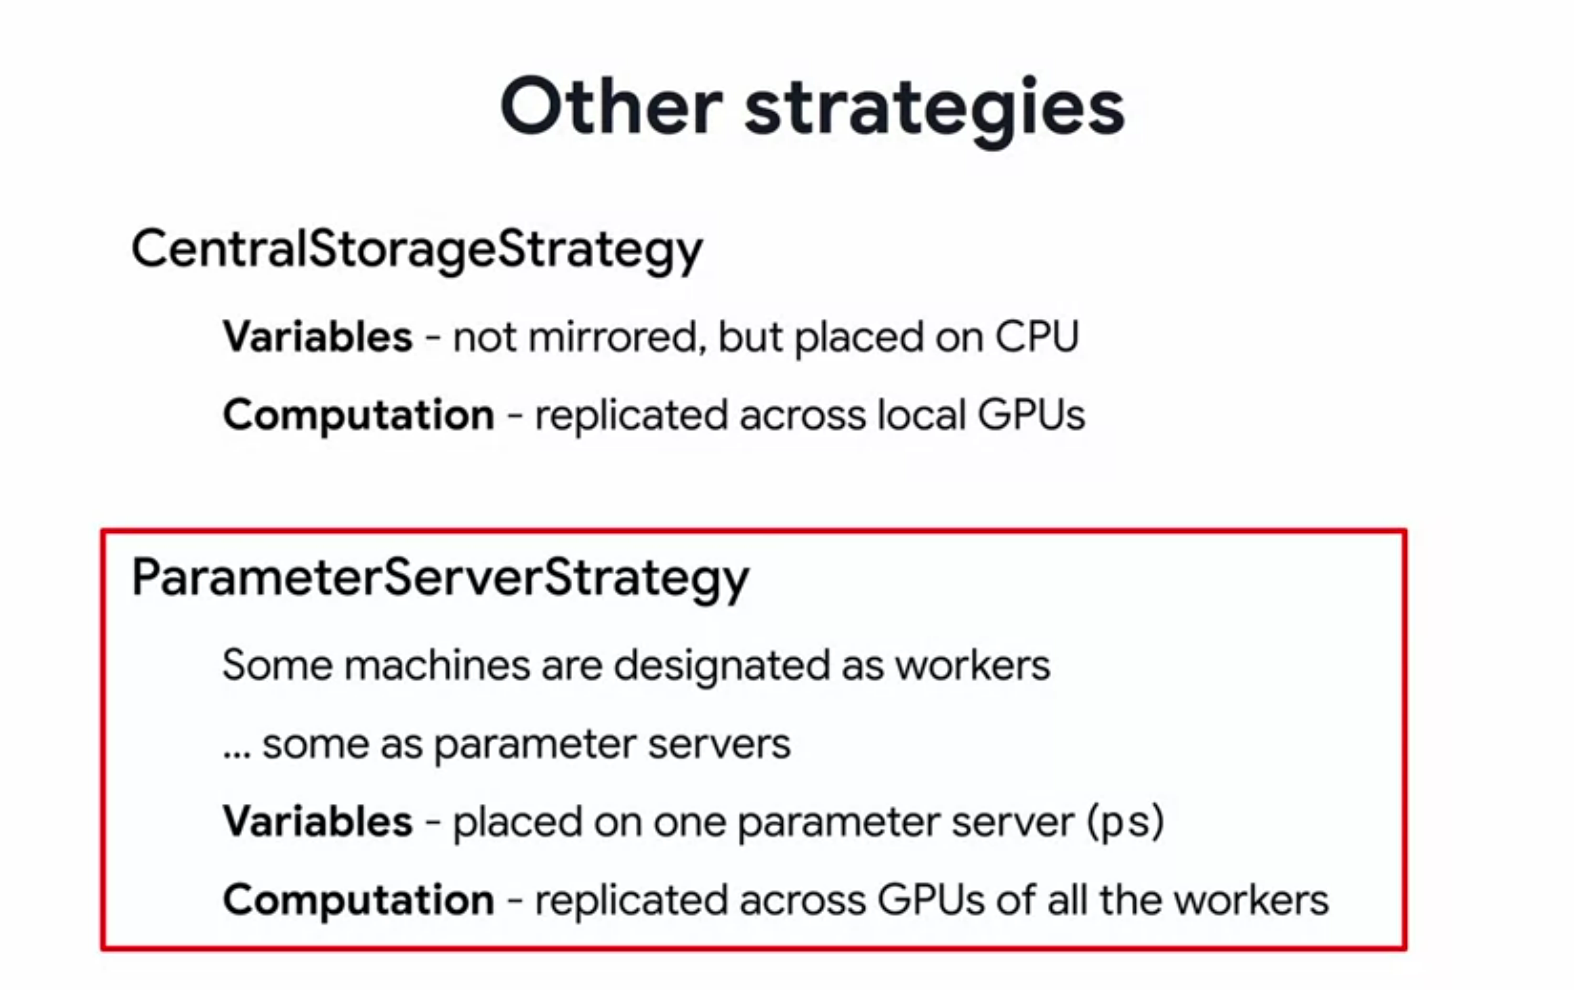 Other strategies
CentralStorageStrategy
Variables - not mirrored, but placed on CPU
Computation - replicated across local GPUs
ParameterServerStrategy
Some machines are designated as workers
... some as parameter servers
Variables - placed on one parameter server (ps)
Computation - replicated across GPUs of all the workers